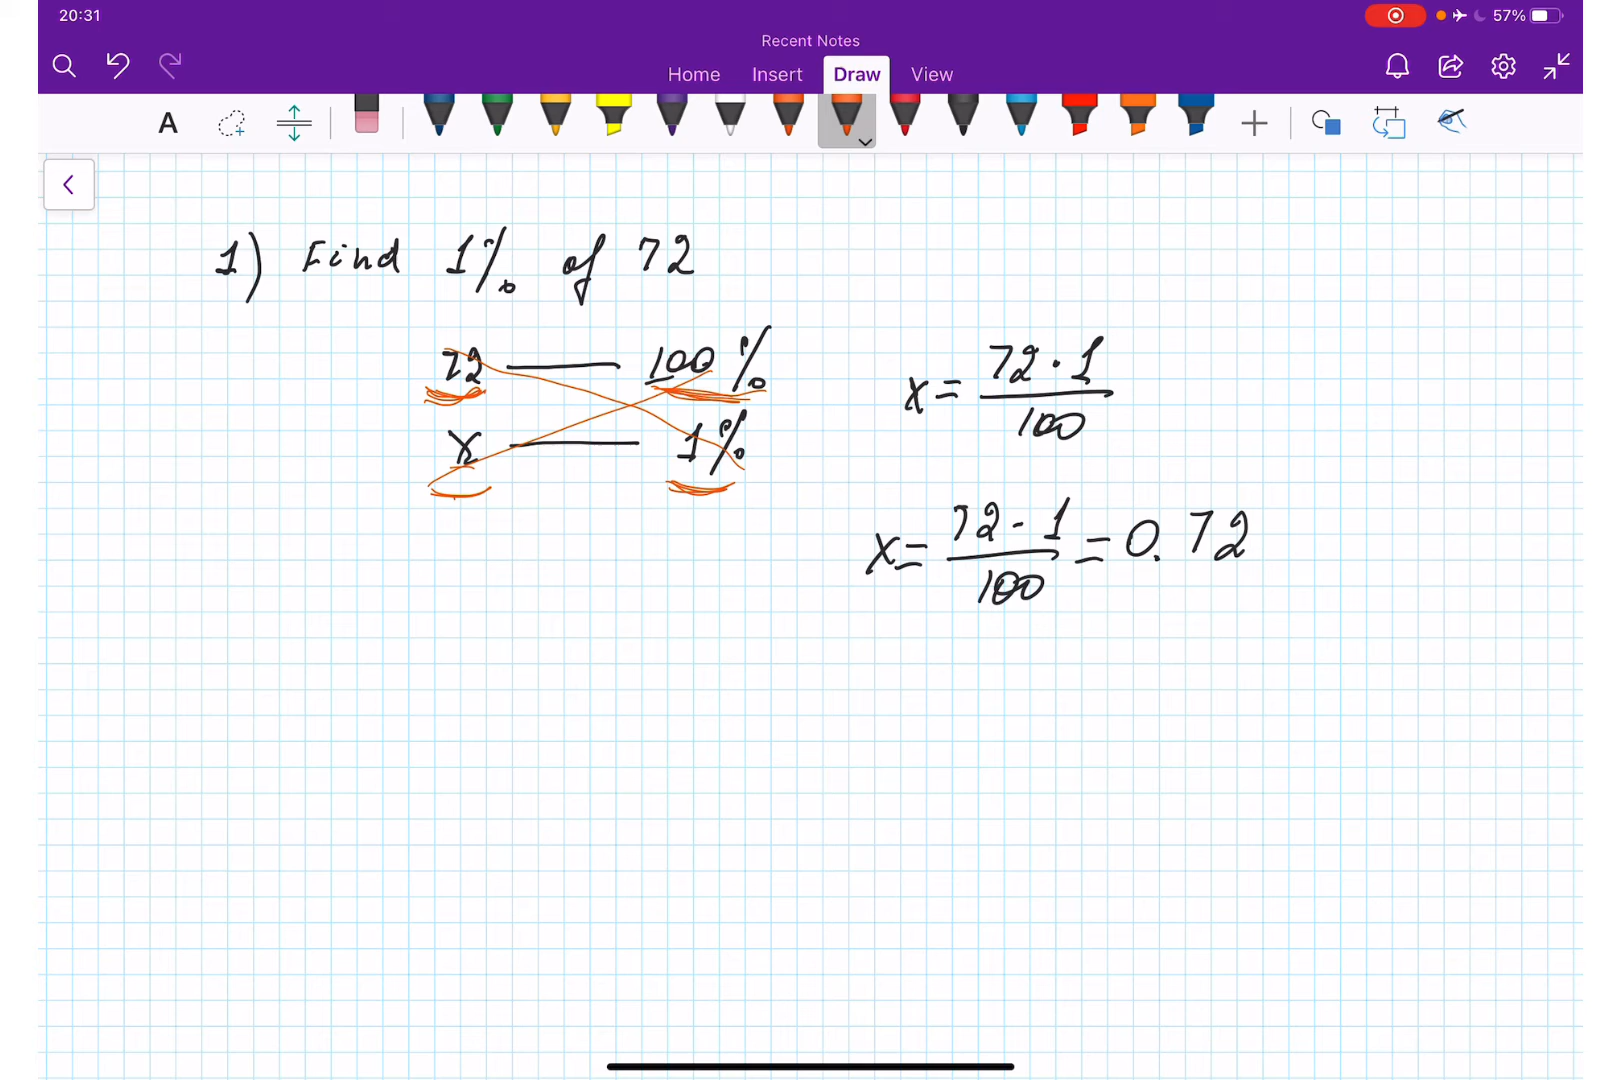 20:31
57%
Recent Notes
Home Insert Draw View
A
1) Find 1% of 72
72 — 100%
x — 1%
x = 72 · 1 / 100
x = 72 · 1 / 100 = 0.72